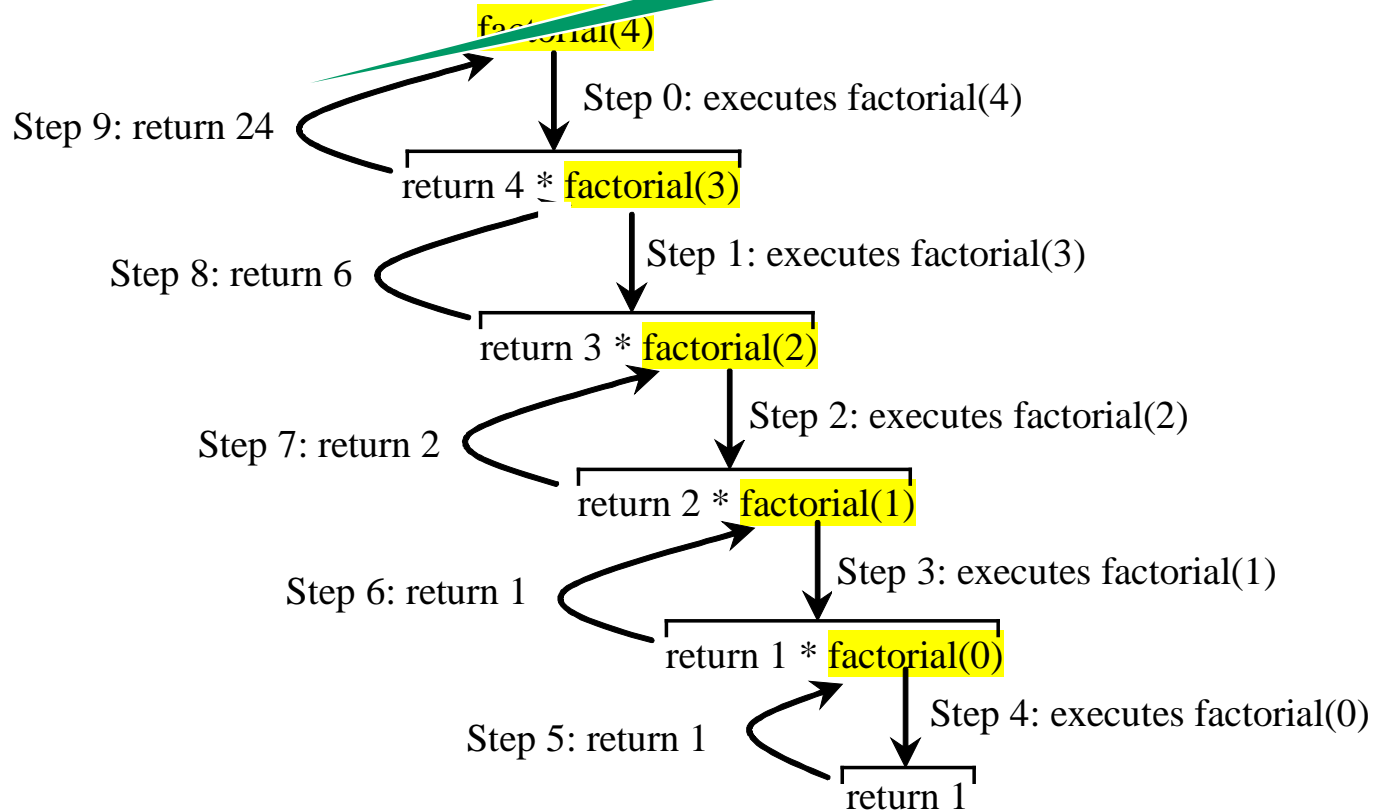 factorial(4)
Step 0: executes factorial(4)
Step 9: return 24
return 4 * factorial(3)
Step 1: executes factorial(3)
Step 8: return 6
return 3 * factorial(2)
Step 2: executes factorial(2)
Step 7: return 2
return 2 * factorial(1)
Step 3: executes factorial(1)
Step 6: return 1
return 1 * factorial(0)
Step 4: executes factorial(0)
Step 5: return 1
return 1